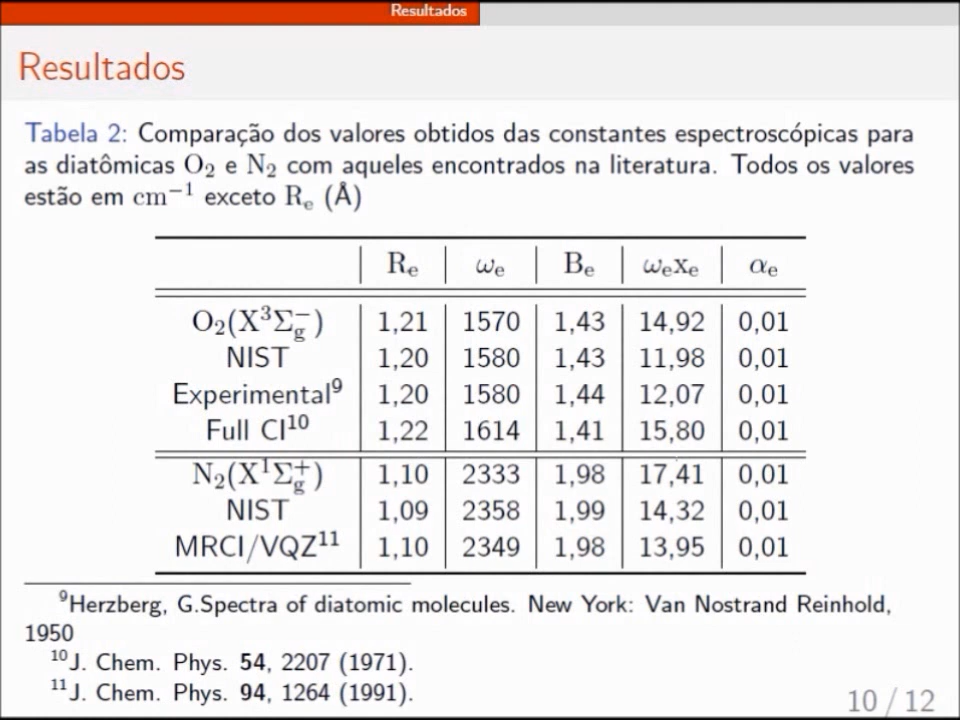 Resultados
Resultados
Tabela 2: Comparação dos valores obtidos das constantes espectroscópicas para
as diatômicas O₂ e N₂ com aqueles encontrados na literatura. Todos os valores
estão em cm⁻¹ exceto Rₑ (Å)
Rₑ ωₑ Bₑ ωₑxₑ αₑ
O₂(X³Σg⁻) 1,21 1570 1,43 14,92 0,01
NIST 1,20 1580 1,43 11,98 0,01
Experimental⁹ 1,20 1580 1,44 12,07 0,01
Full CI¹⁰ 1,22 1614 1,41 15,80 0,01
N₂(X¹Σg⁺) 1,10 2333 1,98 17,41 0,01
NIST 1,09 2358 1,99 14,32 0,01
MRCI/VQZ¹¹ 1,10 2349 1,98 13,95 0,01
⁹Herzberg, G.Spectra of diatomic molecules. New York: Van Nostrand Reinhold,
1950
¹⁰J. Chem. Phys. 54, 2207 (1971).
¹¹J. Chem. Phys. 94, 1264 (1991).
10 / 12